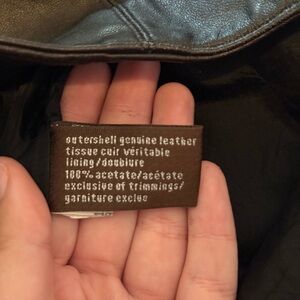 outershell genuine leather
tissue cuir véritable
lining/doublure
100% acetate/acétate
exclusive of trimmings/
garniture exclue